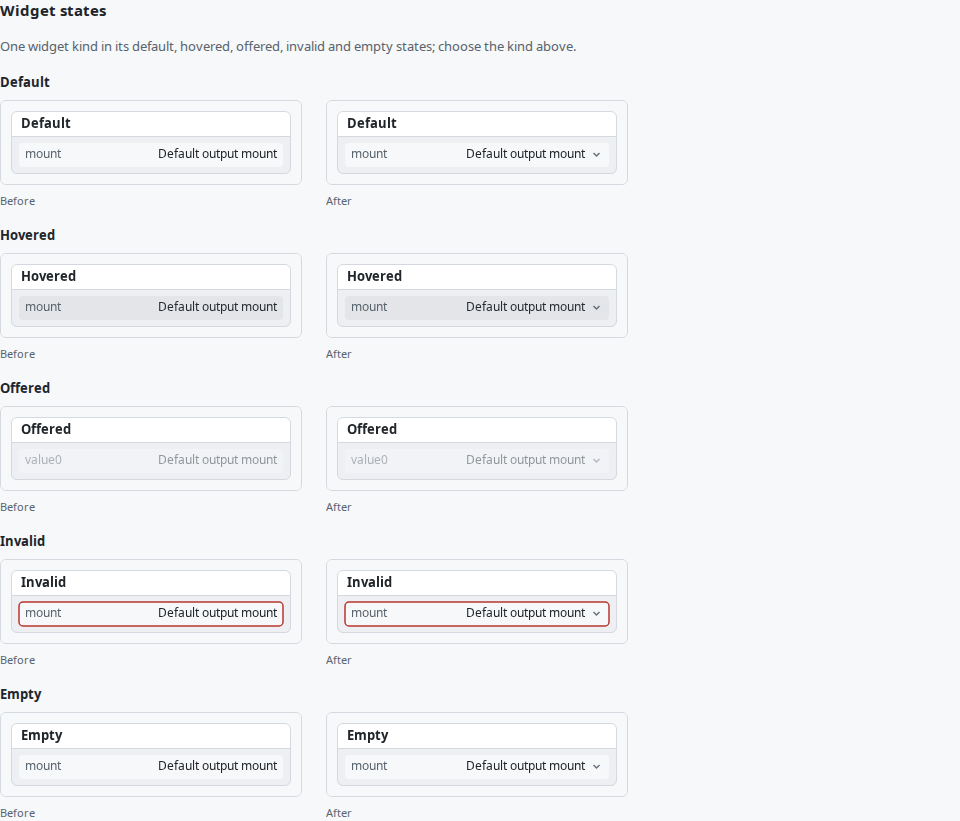 Widget states
One widget kind in its default, hovered, offered, invalid and empty states; choose the kind above.
Default
Default
mount Default output mount
Before
Default
mount Default output mount
After
Hovered
Hovered
mount Default output mount
Before
Hovered
mount Default output mount
After
Offered
Offered
value0 Default output mount
Before
Offered
value0 Default output mount
After
Invalid
Invalid
mount Default output mount
Before
Invalid
mount Default output mount
After
Empty
Empty
mount Default output mount
Before
Empty
mount Default output mount
After